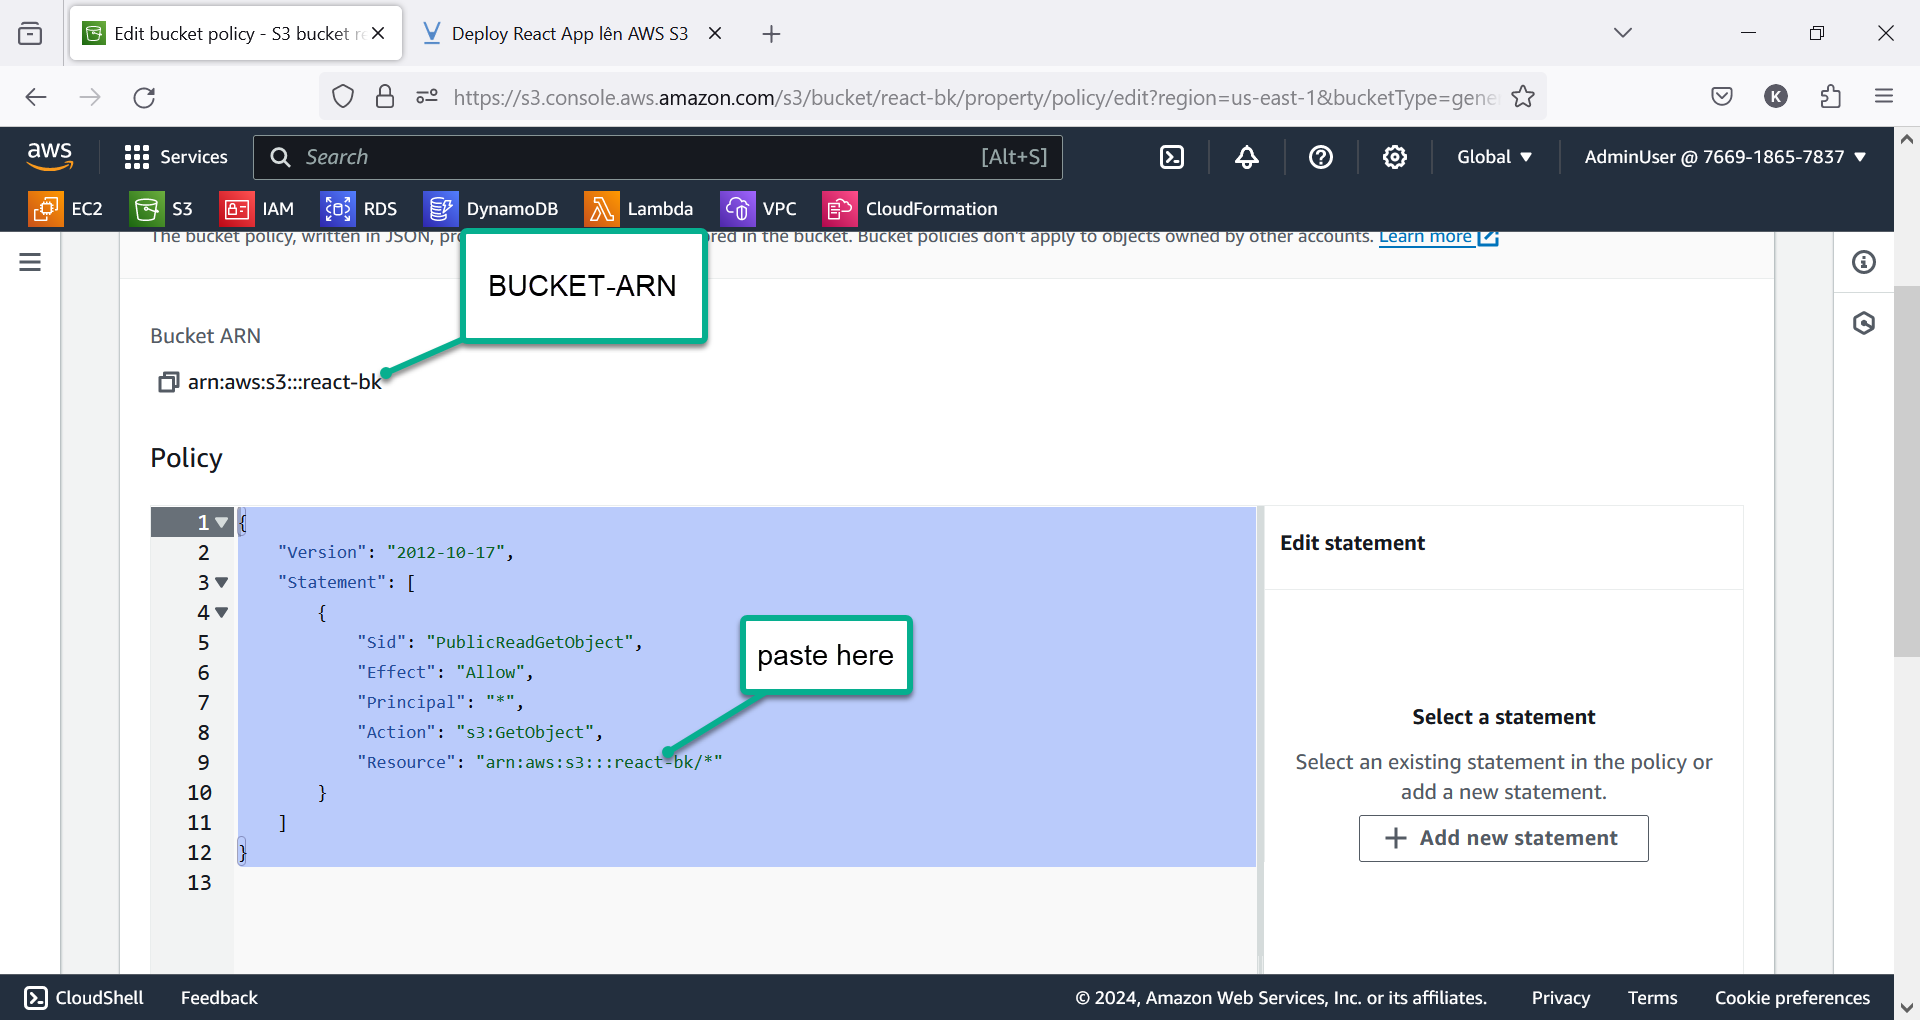 Edit bucket policy - S3 bucket re
Deploy React App lên AWS S3
https://s3.console.aws.amazon.com/s3/bucket/react-bk/property/policy/edit?region=us-east-1&bucketType=gene
K
aws
Services
Search
[Alt+S]
Global
AdminUser @ 7669-1865-7837
EC2
S3
IAM
RDS
DynamoDB
Lambda
VPC
CloudFormation
The bucket policy, written in JSON, pro
red in the bucket. Bucket policies don't apply to objects owned by other accounts. Learn more
BUCKET-ARN
Bucket ARN
arn:aws:s3:::react-bk
Policy
1 {
2 "Version": "2012-10-17",
3 "Statement": [
4 {
5 "Sid": "PublicReadGetObject",
6 "Effect": "Allow",
7 "Principal": "*",
8 "Action": "s3:GetObject",
9 "Resource": "arn:aws:s3:::react-bk/*"
10 }
11 ]
12 }
13
paste here
Edit statement
Select a statement
Select an existing statement in the policy or
add a new statement.
Add new statement
CloudShell
Feedback
© 2024, Amazon Web Services, Inc. or its affiliates.
Privacy
Terms
Cookie preferences